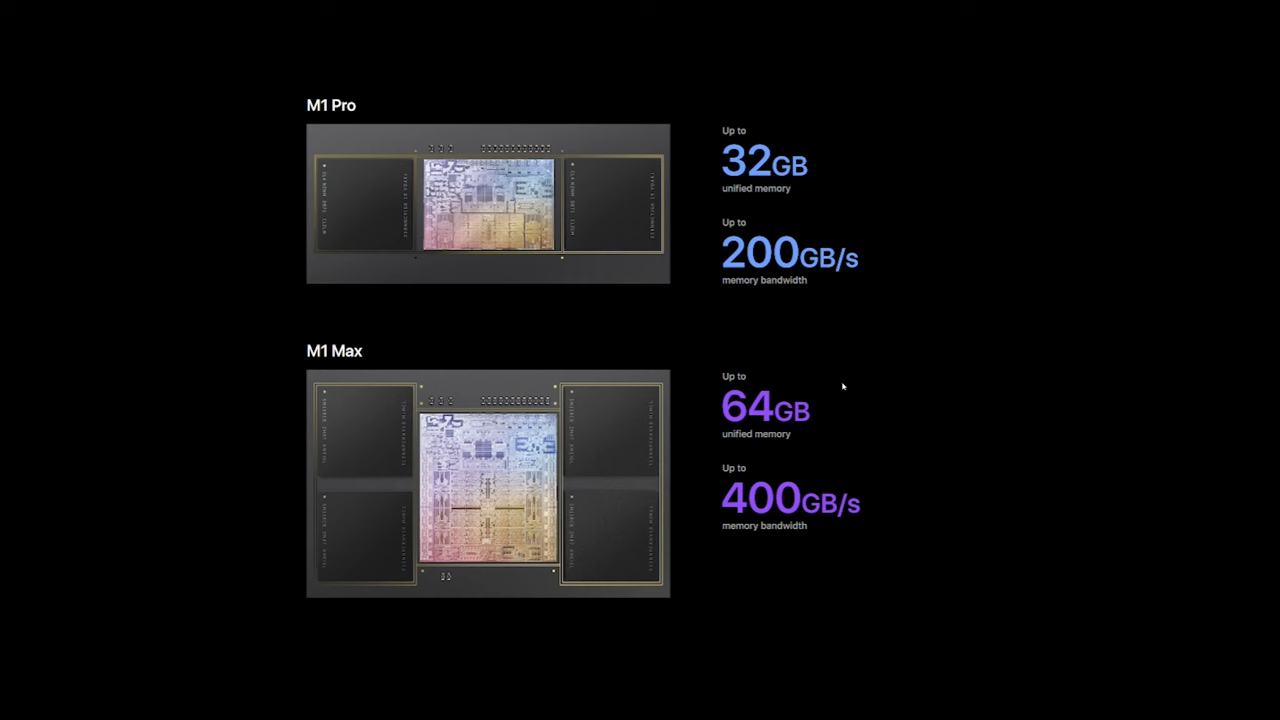 M1 Pro
Up to
32GB
unified memory
Up to
200GB/s
memory bandwidth
M1 Max
Up to
64GB
unified memory
Up to
400GB/s
memory bandwidth